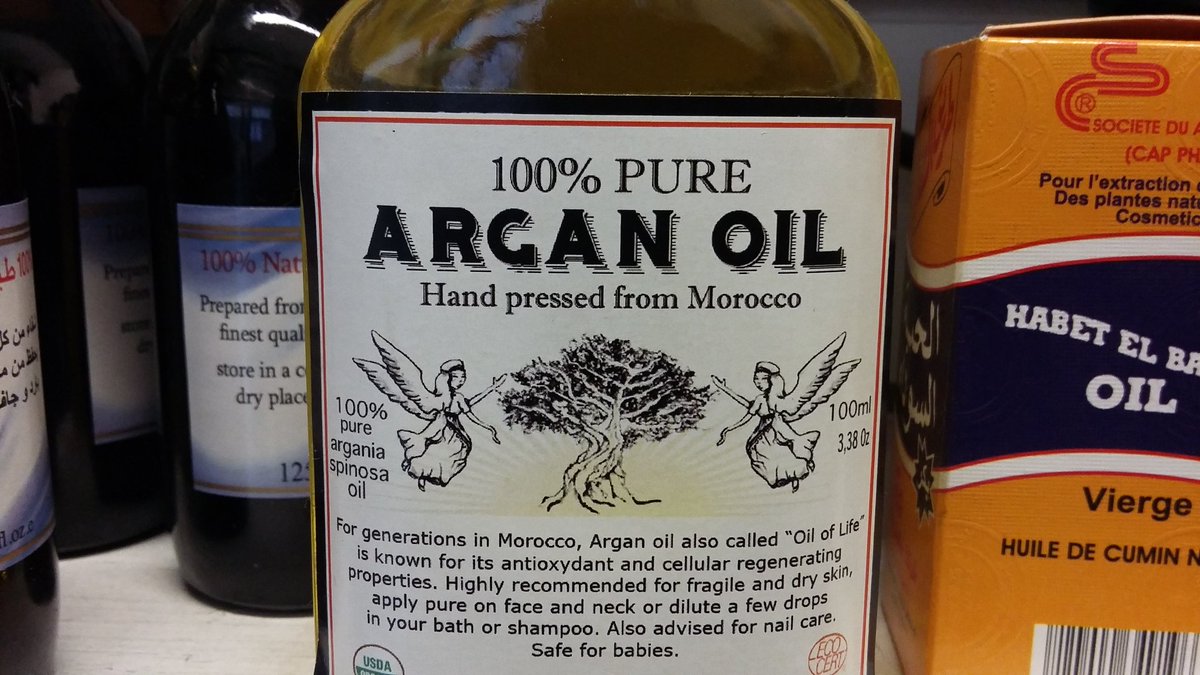 100% PURE
ARGAN OIL
Hand pressed from Morocco
100%
pure
argania
spinosa
oil
100ml
3,38 Oz
For generations in Morocco, Argan oil also called “Oil of Life”
is known for its antioxydant and cellular regenerating
properties. Highly recommended for fragile and dry skin,
apply pure on face and neck or dilute a few drops
in your bath or shampoo. Also advised for nail care.
Safe for babies.
USDA
ECO
CERT
100% Nat
Prepared from
finest qual
store in a
dry place
12
fl.oz.
SOCIETE DU
(CAP PH
Pour l'extraction
Des plantes natu
Cosmetic
HABET EL BA
OIL
Vierge
HUILE DE CUMIN N